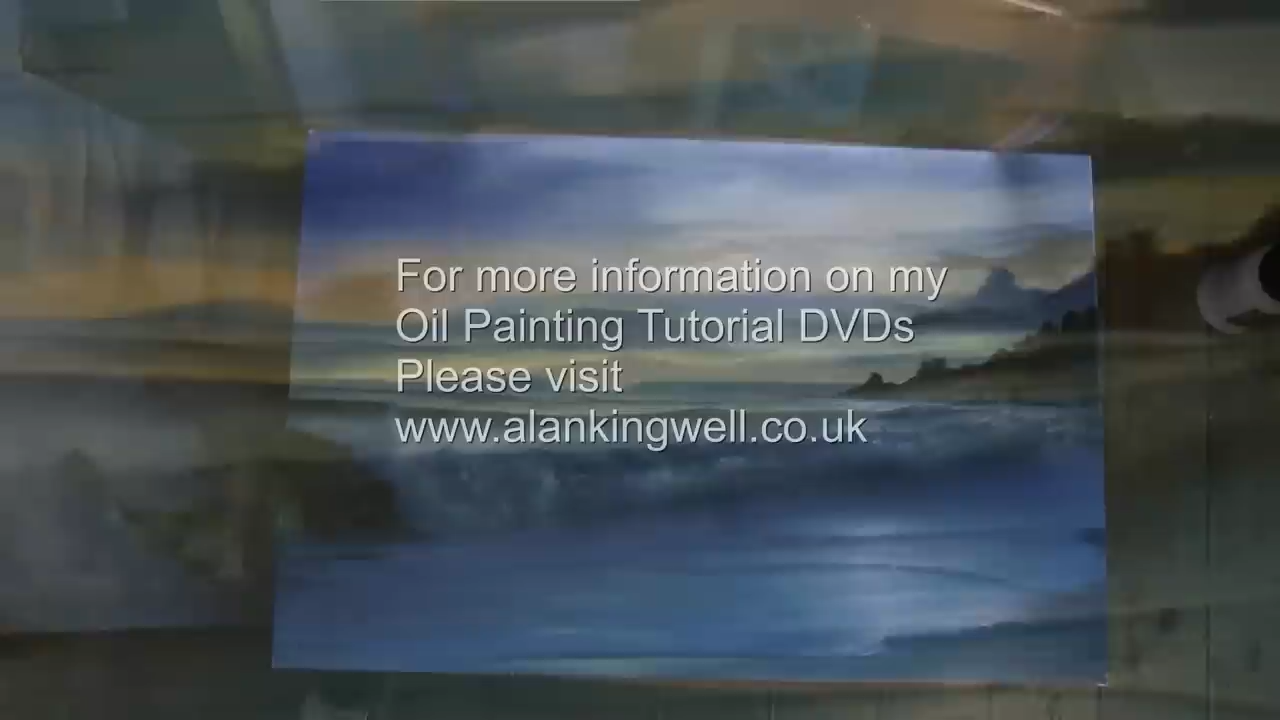 For more information on my
Oil Painting Tutorial DVDs
Please visit
www.alankingwell.co.uk